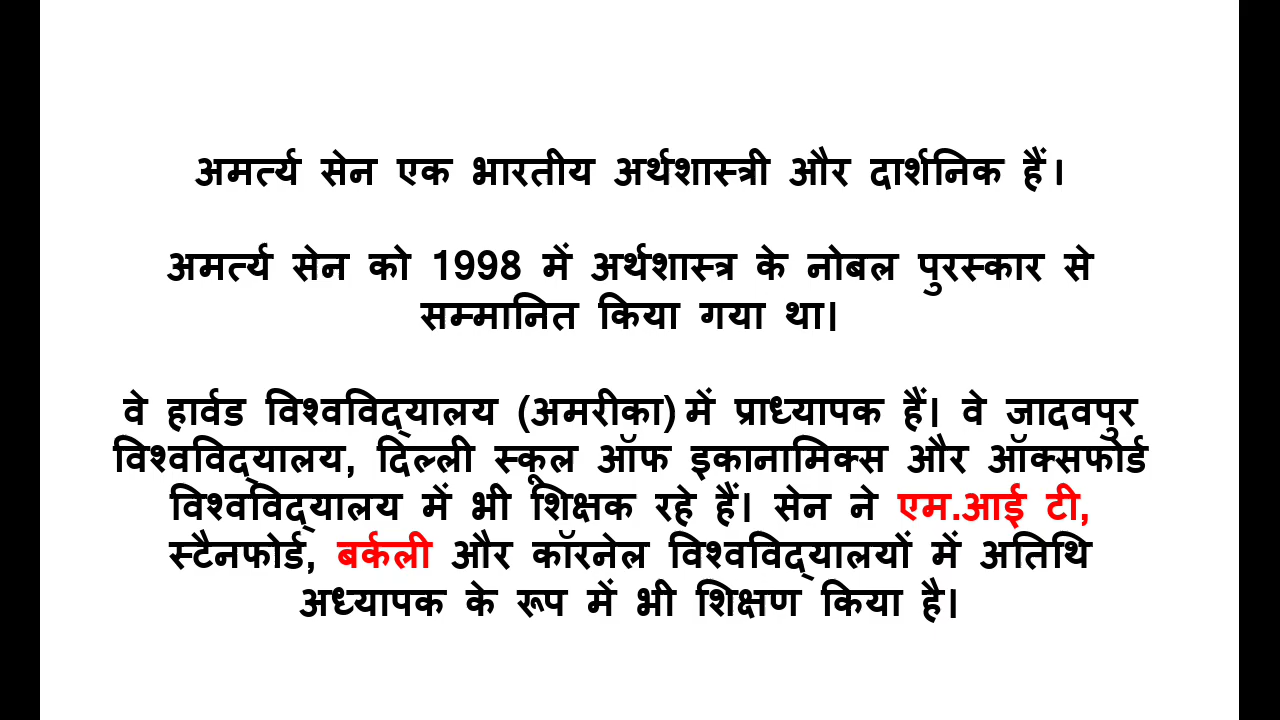 अमर्त्य सेन एक भारतीय अर्थशास्त्री और दार्शनिक हैं।
अमर्त्य सेन को 1998 में अर्थशास्त्र के नोबल पुरस्कार से
सम्मानित किया गया था।
वे हार्वड विश्वविद्यालय (अमरीका) में प्राध्यापक हैं। वे जादवपुर
विश्वविद्यालय, दिल्ली स्कूल ऑफ इकानामिक्स और ऑक्सफोर्ड
विश्वविद्यालय में भी शिक्षक रहे हैं। सेन ने एम.आई टी,
स्टैनफोर्ड, बर्कली और कॉरनेल विश्वविद्यालयों में अतिथि
अध्यापक के रूप में भी शिक्षण किया है।